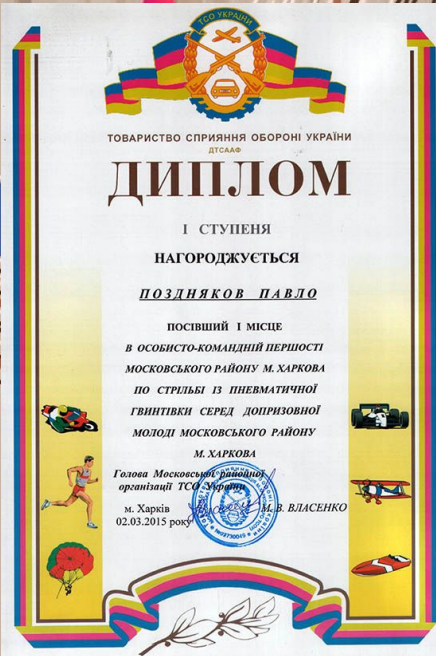 ТСО УКРАЇНИ
ТОВАРИСТВО СПРИЯННЯ ОБОРОНІ УКРАЇНИ
ДТСААФ
ДИПЛОМ
І СТУПЕНЯ
НАГОРОДЖУЄТЬСЯ
ПОЗДНЯКОВ ПАВЛО
ПОСІВШИЙ І МІСЦЕ
В ОСОБИСТО-КОМАНДНІЙ ПЕРШОСТІ
МОСКОВСЬКОГО РАЙОНУ М. ХАРКОВА
ПО СТРІЛЬБІ ІЗ ПНЕВМАТИЧНОЇ
ГВИНТІВКИ СЕРЕД ДОПРИЗОВНОЇ
МОЛОДІ МОСКОВСЬКОГО РАЙОНУ
М. ХАРКОВА
Голова Московської районної
організації ТСО України
м. Харків М. В. ВЛАСЕНКО
02.03.2015 року